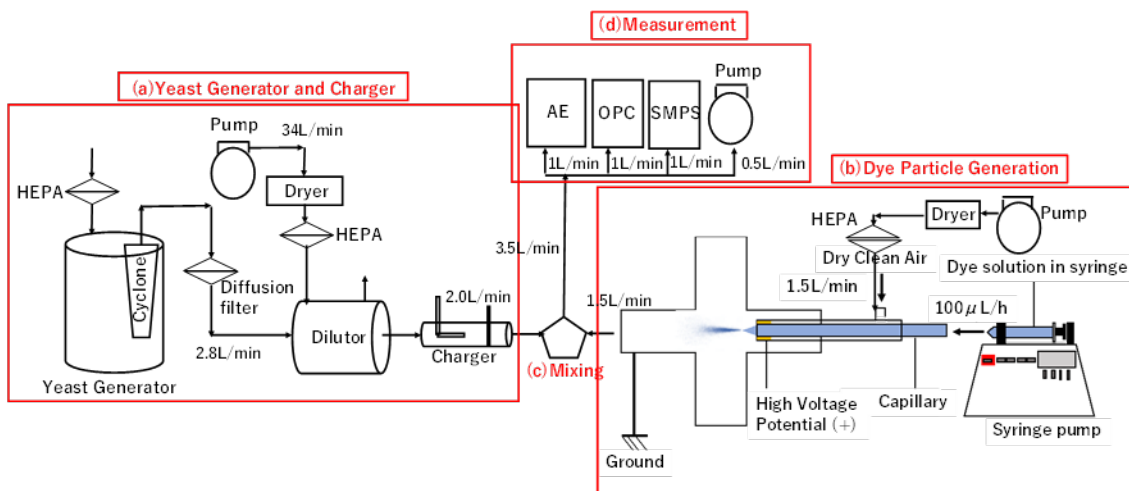 (d)Measurement
(a)Yeast Generator and Charger
Pump
34L/min
HEPA
Dryer
HEPA
Cyclone
Diffusion
filter
2.8L/min
Yeast Generator
Dilutor
2.0L/min
Charger
AE
OPC
SMPS
Pump
1L/min
1L/min
1L/min
0.5L/min
3.5L/min
1.5L/min
(c)Mixing
(b)Dye Particle Generation
HEPA
Dryer
Pump
Dry Clean Air
Dye solution in syringe
1.5L/min
100μL/h
High Voltage
Potential (+)
Capillary
Syringe pump
Ground